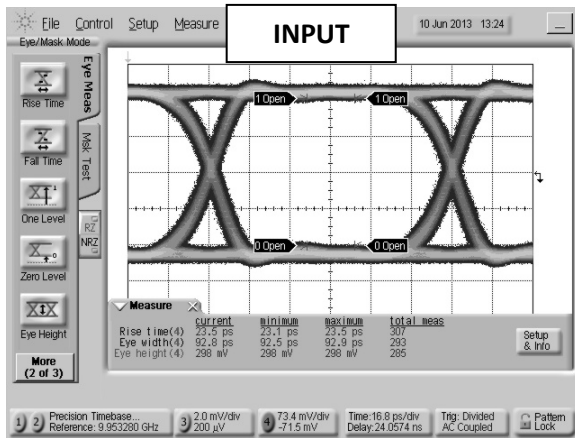 File Control Setup Measure
INPUT
10 Jun 2013 13:24
Eye/Mask Mode
Eye Meas
Msk Test
RZ
NRZ
Rise Time
Fall Time
One Level
Zero Level
Eye Height
More
(2 of 3)
1 Open
1 Open
0 Open
0 Open
Measure
current minimum maximum total meas
Rise time(4) 23.5 ps 23.1 ps 23.5 ps 307
Eye width(4) 92.8 ps 92.5 ps 92.9 ps 293
Eye height(4) 298 mV 298 mV 298 mV 285
Setup
& Info
1 2 Precision Timebase...
Reference: 9.953280 GHz
3 2.0 mV/div
200 µV
4 73.4 mV/div
-71.5 mV
Time:16.8 ps/div
Delay:24.0574 ns
Trig: Divided
AC Coupled
Pattern
Lock